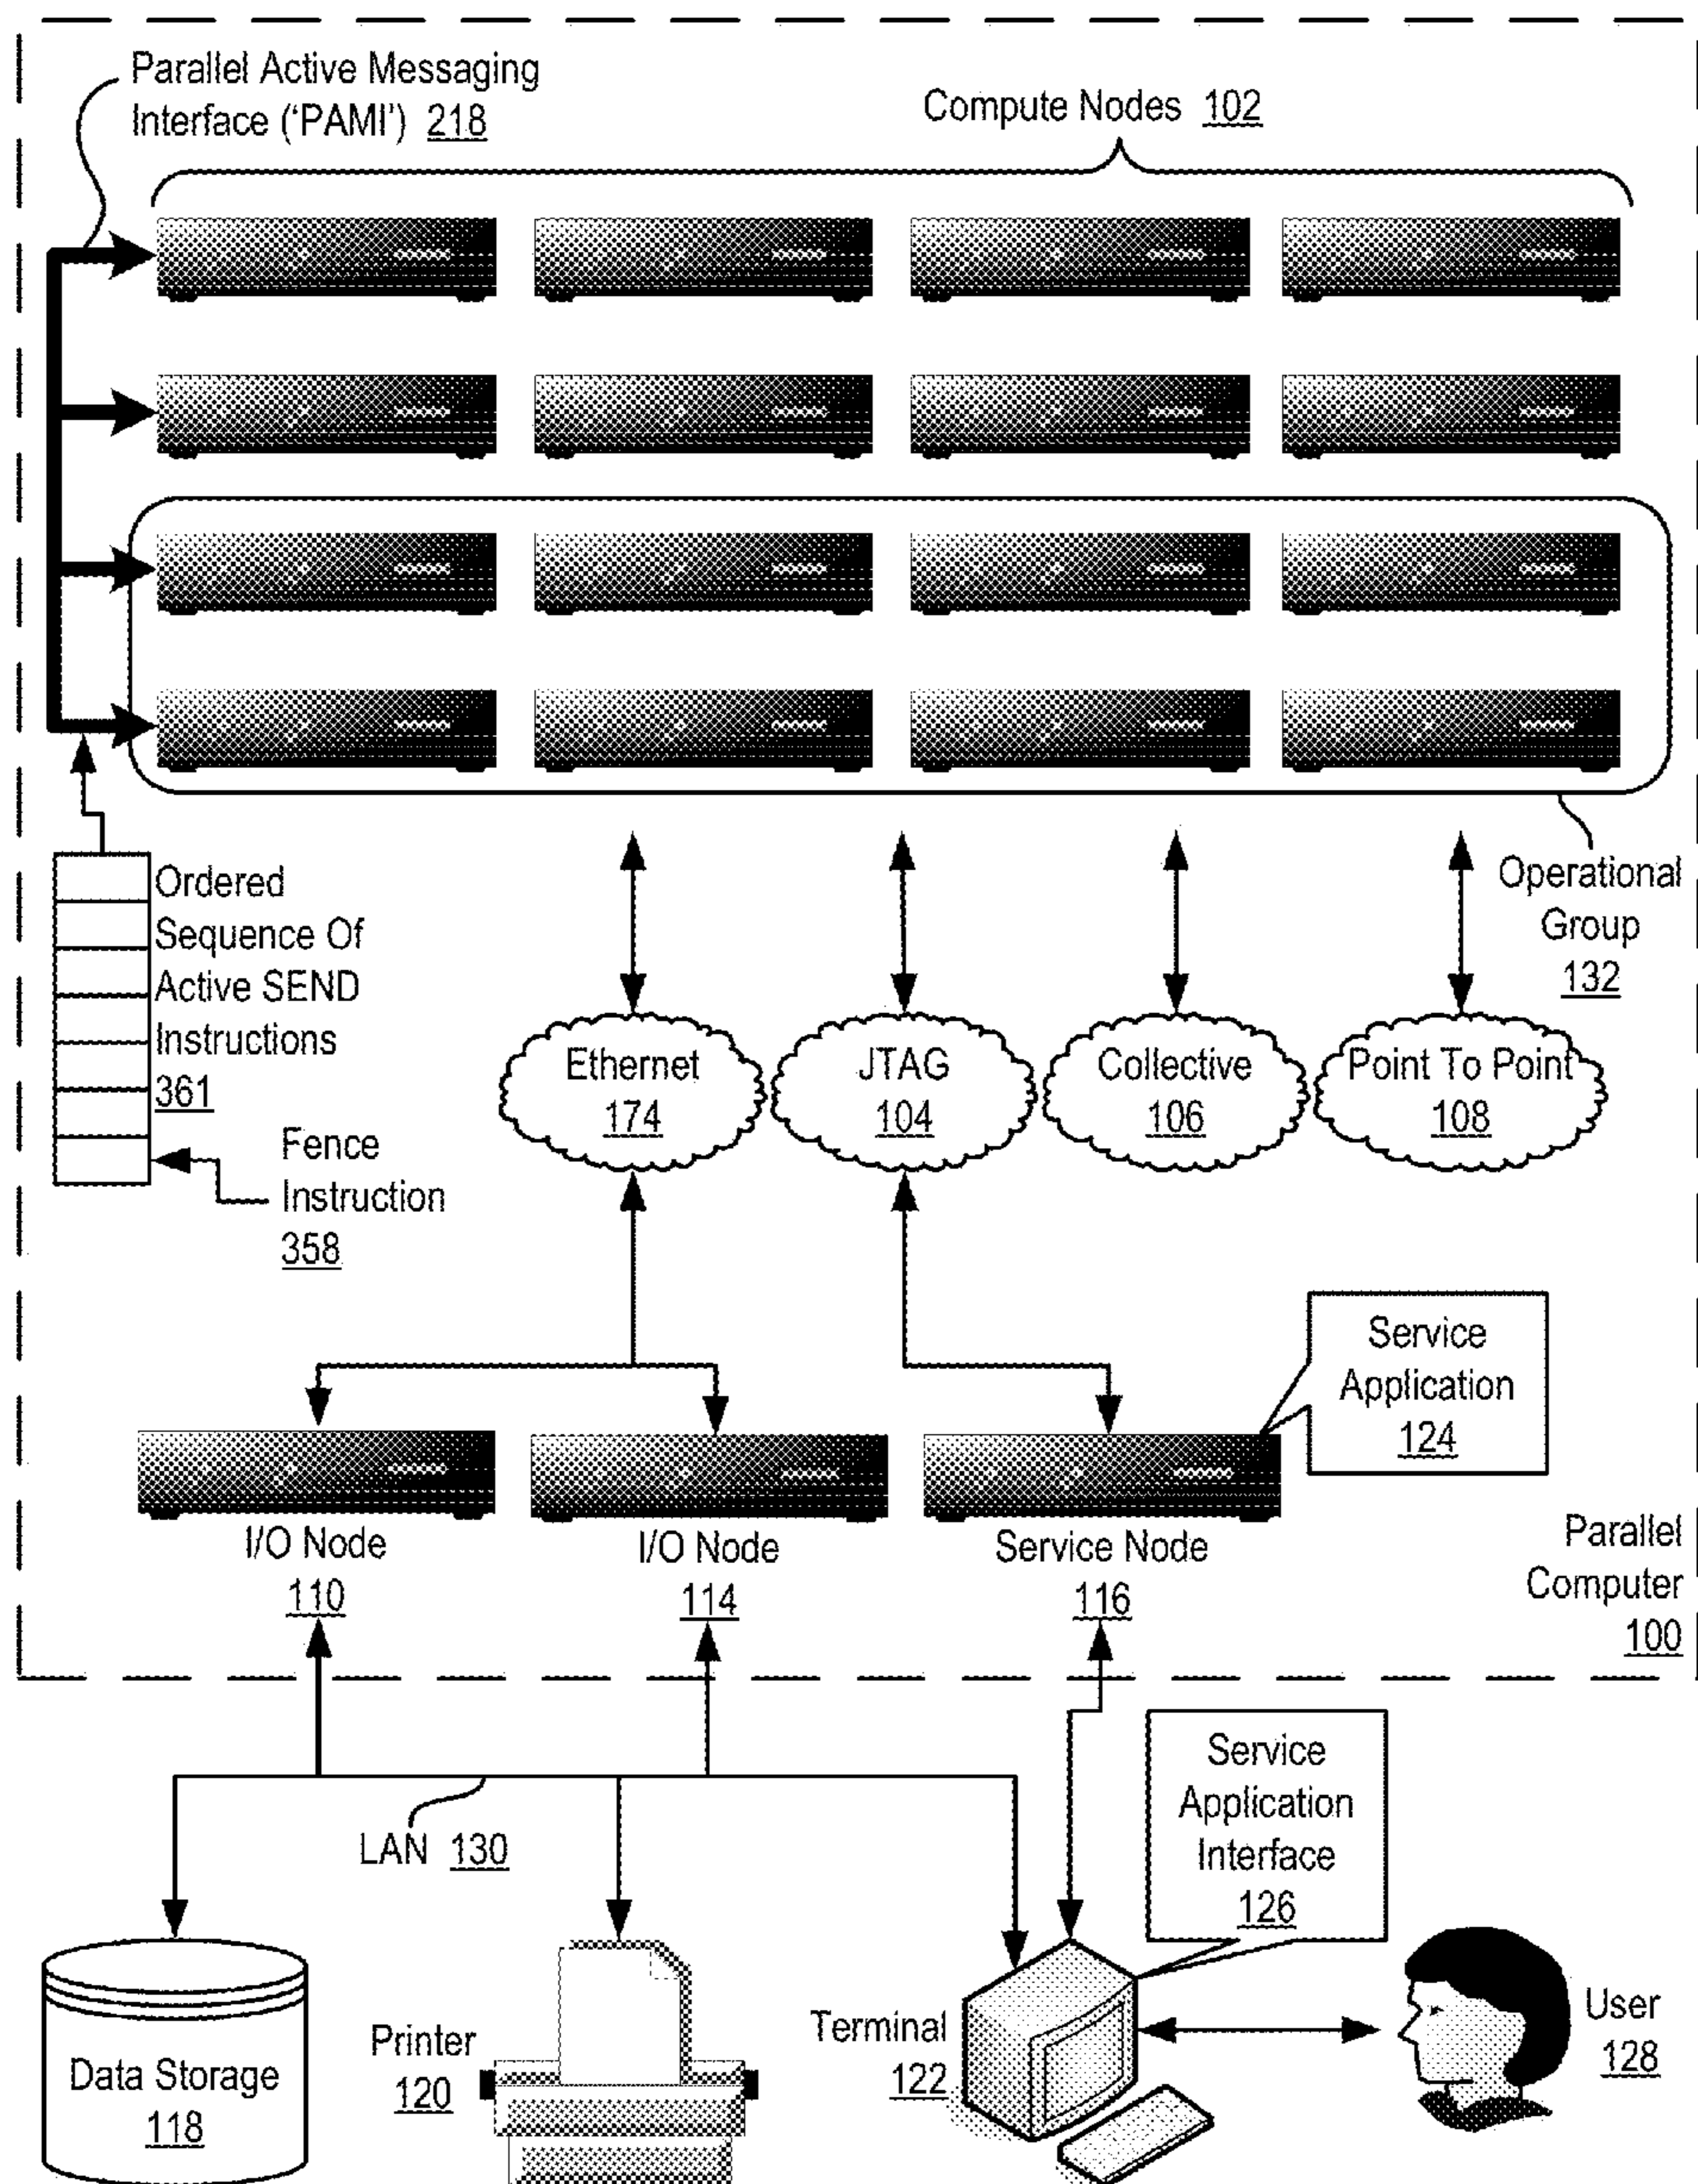 Parallel Active Messaging
Interface ('PAMI') 218
Compute Nodes 102
Ordered
Sequence Of
Active SEND
Instructions
361
Fence
Instruction
358
Operational
Group
132
Ethernet
174
JTAG
104
Collective
106
Point To Point
108
Service
Application
124
I/O Node
110
I/O Node
114
Service Node
116
Parallel
Computer
100
LAN 130
Service
Application
Interface
126
Data Storage
118
Printer
120
Terminal
122
User
128